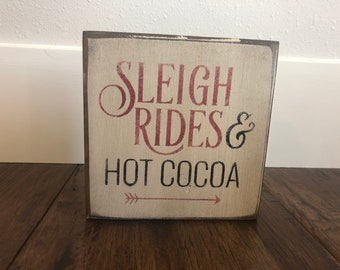 SLEIGH
RIDES &
HOT COCOA